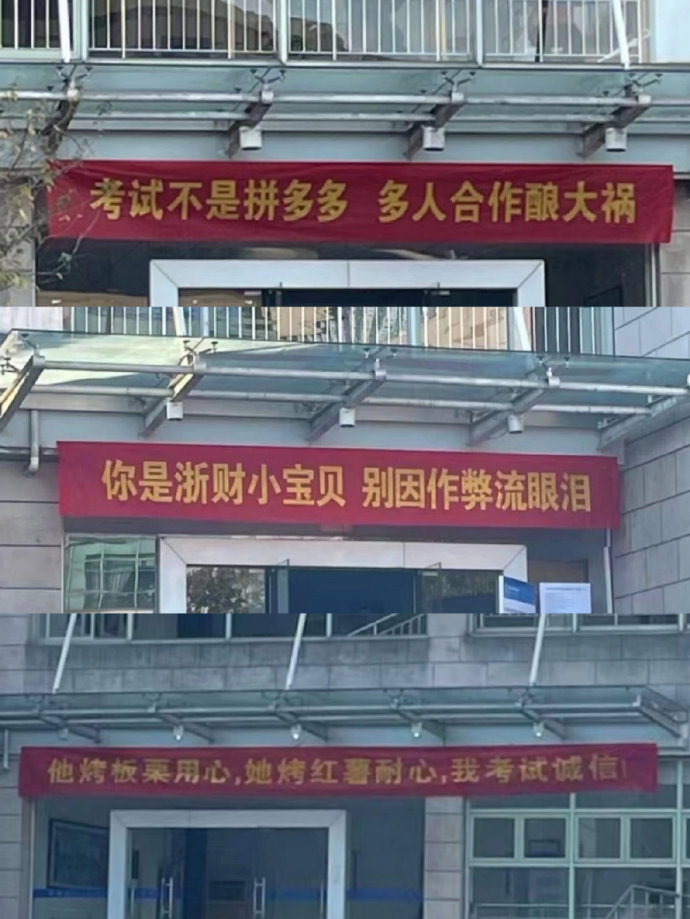 考试不是拼多多 多人合作酿大祸
你是浙财小宝贝 别因作弊流眼泪
他烤板栗用心,她烤红薯耐心,我考试诚信!